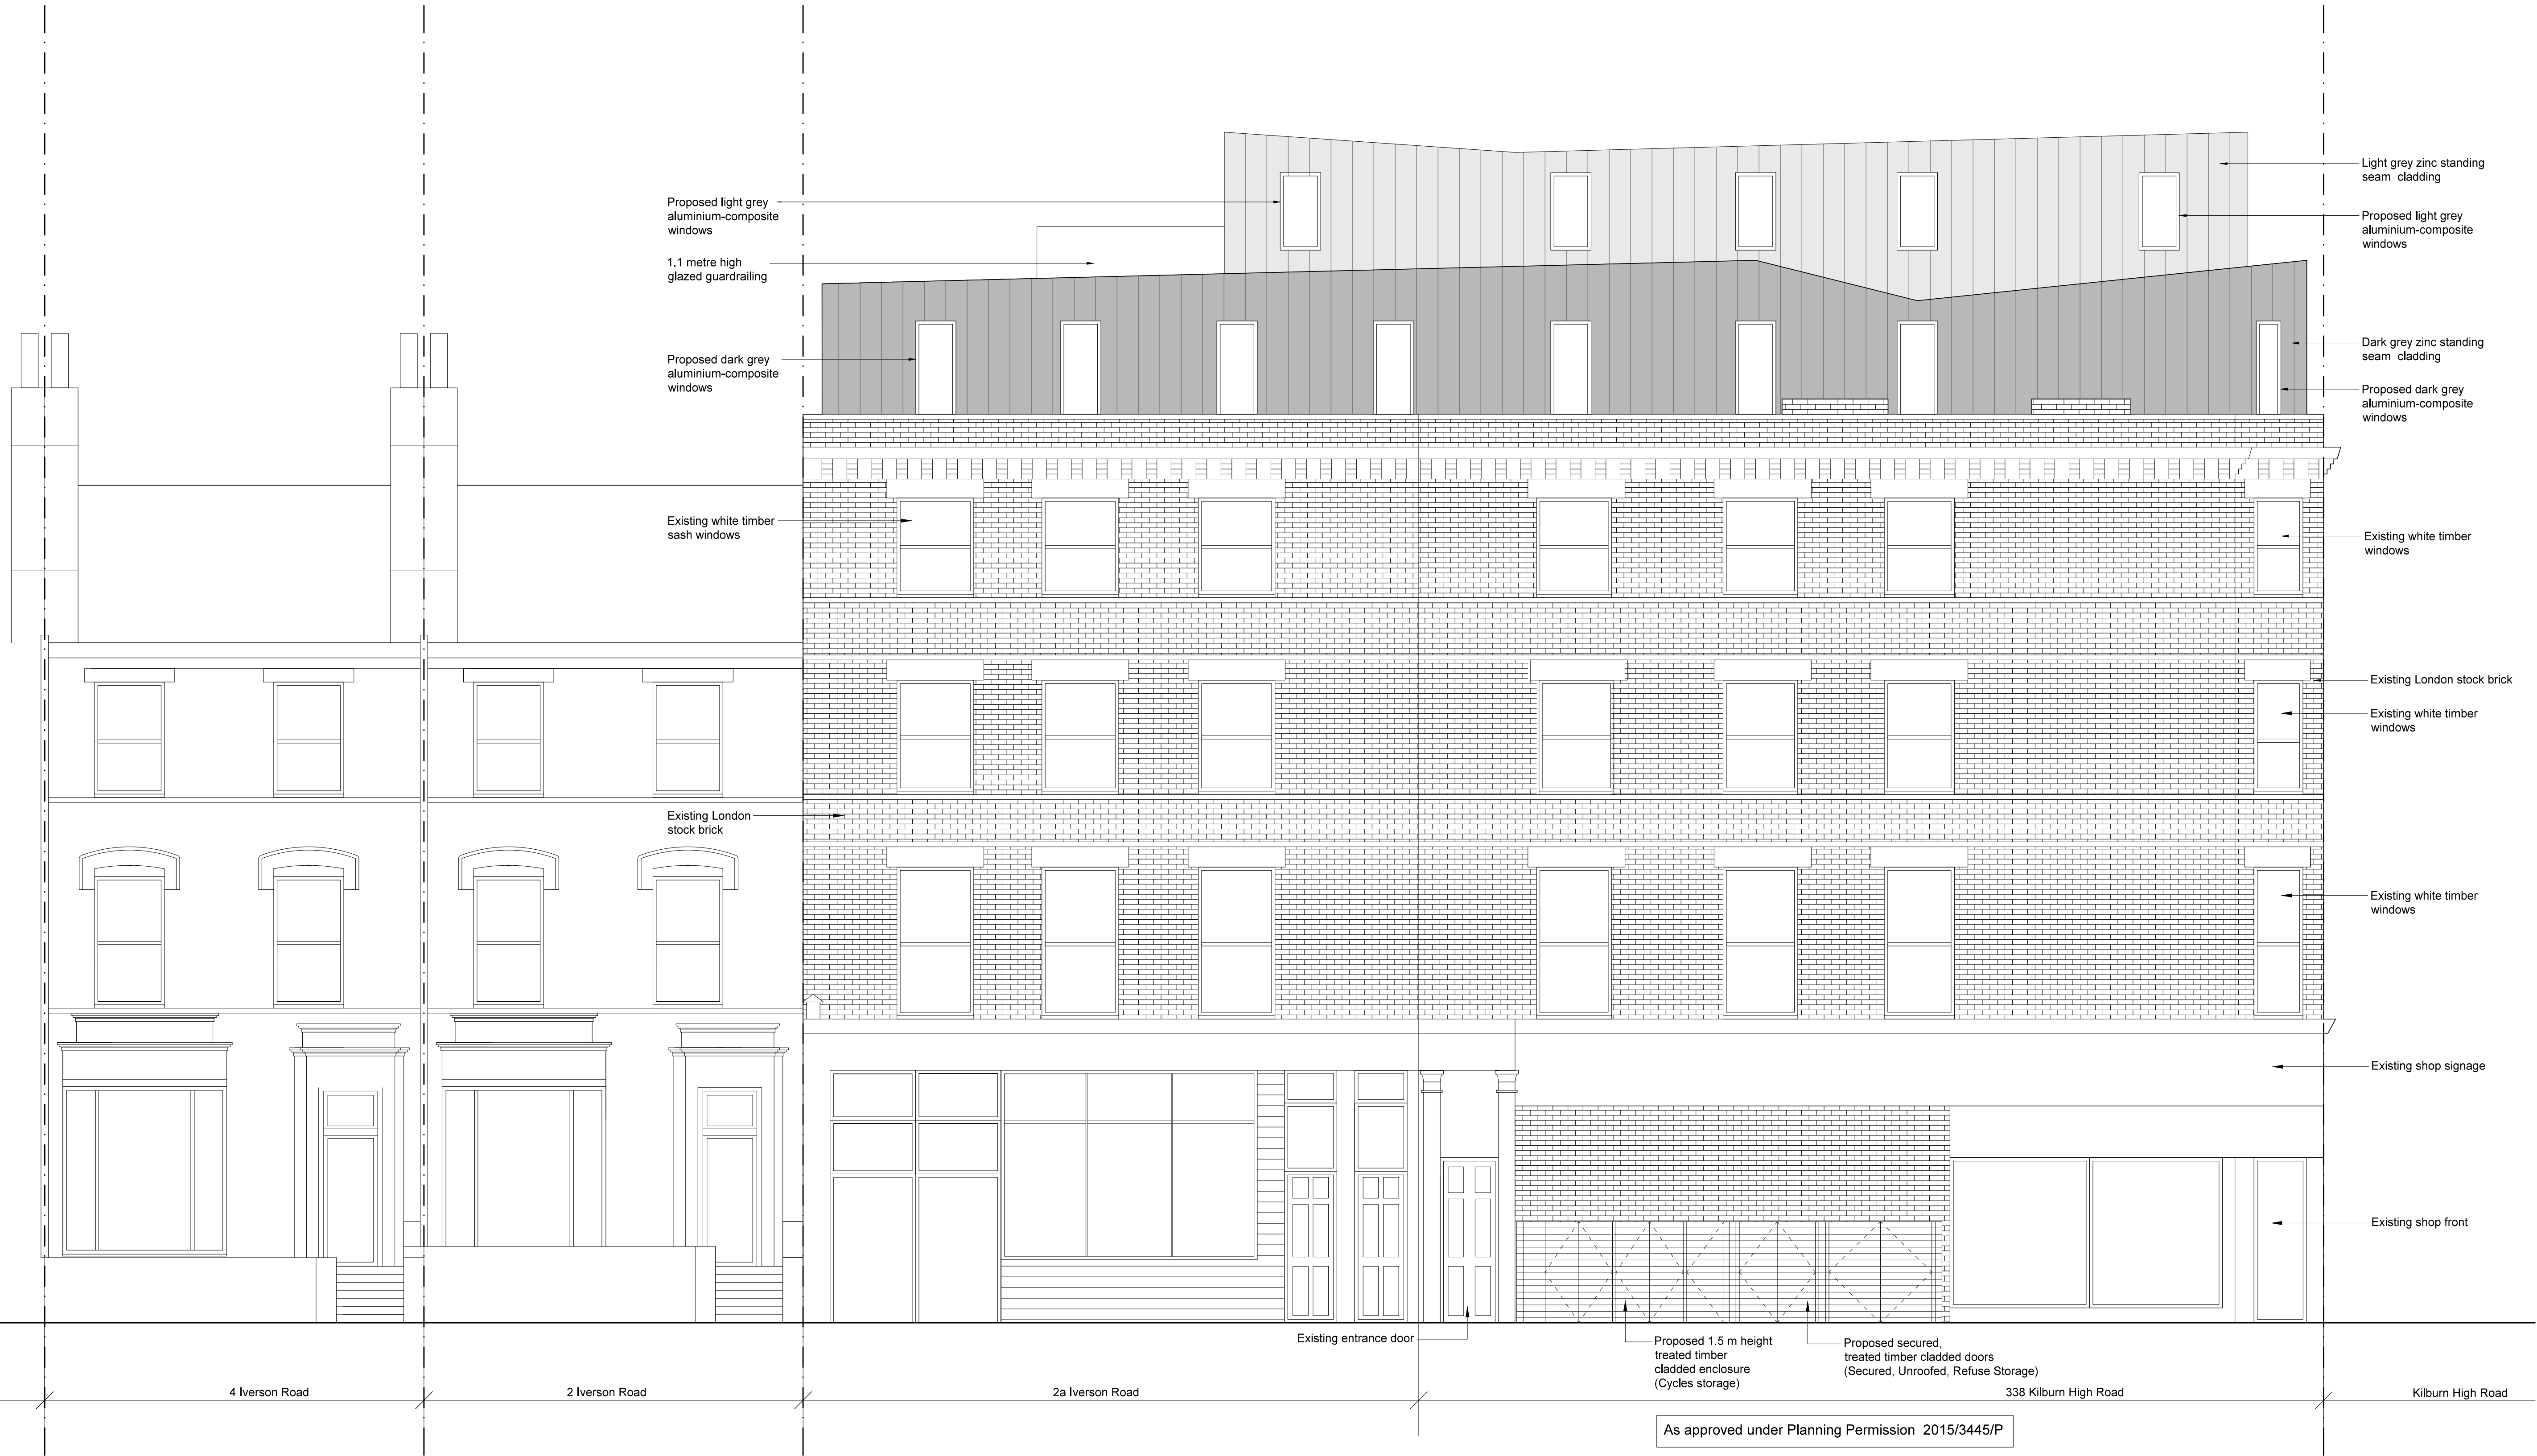 Light grey zinc standing
seam cladding
Proposed light grey
aluminium-composite
windows
Proposed light grey
aluminium-composite
windows
1.1 metre high
glazed guardrailing
Dark grey zinc standing
seam cladding
Proposed dark grey
aluminium-composite
windows
Proposed dark grey
aluminium-composite
windows
Existing white timber
sash windows
Existing white timber
windows
Existing London stock brick
Existing white timber
windows
Existing London
stock brick
Existing white timber
windows
Existing shop signage
Existing shop front
Existing entrance door
Proposed 1.5 m height
treated timber
cladded enclosure
(Cycles storage)
Proposed secured,
treated timber cladded doors
(Secured, Unroofed, Refuse Storage)
4 Iverson Road
2 Iverson Road
2a Iverson Road
338 Kilburn High Road
Kilburn High Road
As approved under Planning Permission 2015/3445/P